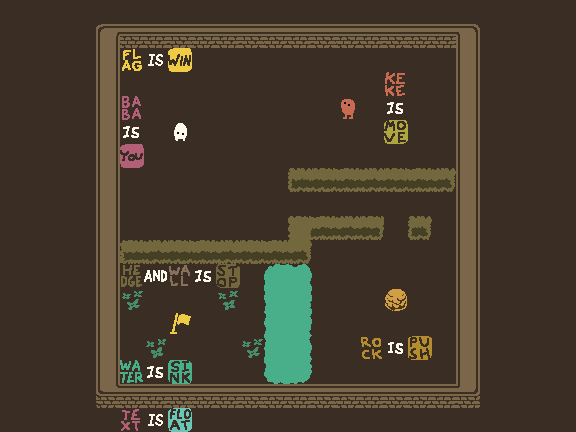 FLAG IS WIN
BABA IS YOU
KEKE IS MOVE
HEDGE AND WALL IS STOP
ROCK IS PUSH
WATER IS SINK
TEXT IS FLOAT